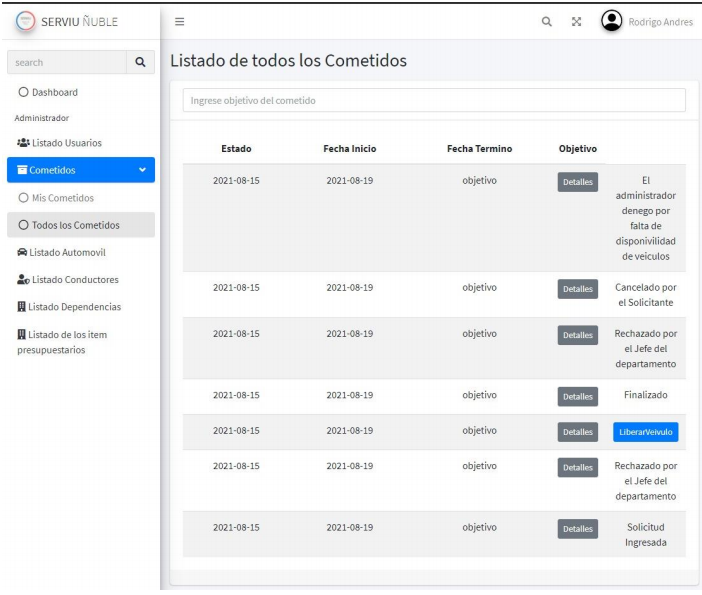 SERVIU ÑUBLE
Rodrigo Andres
search
Dashboard
Administrador
Listado Usuarios
Cometidos
Mis Cometidos
Todos los Cometidos
Listado Automovil
Listado Conductores
Listado Dependencias
Listado de los item
presupuestarios
Listado de todos los Cometidos
Ingrese objetivo del cometido
Estado Fecha Inicio Fecha Termino Objetivo
2021-08-15 2021-08-19 objetivo Detalles El
administrador
denego por
falta de
disponivilidad
de veiculos
2021-08-15 2021-08-19 objetivo Detalles Cancelado por
el Solicitante
2021-08-15 2021-08-19 objetivo Detalles Rechazado por
el Jefe del
departamento
2021-08-15 2021-08-19 objetivo Detalles Finalizado
2021-08-15 2021-08-19 objetivo Detalles LiberarVeivulo
2021-08-15 2021-08-19 objetivo Detalles Rechazado por
el Jefe del
departamento
2021-08-15 2021-08-19 objetivo Detalles Solicitud
Ingresada